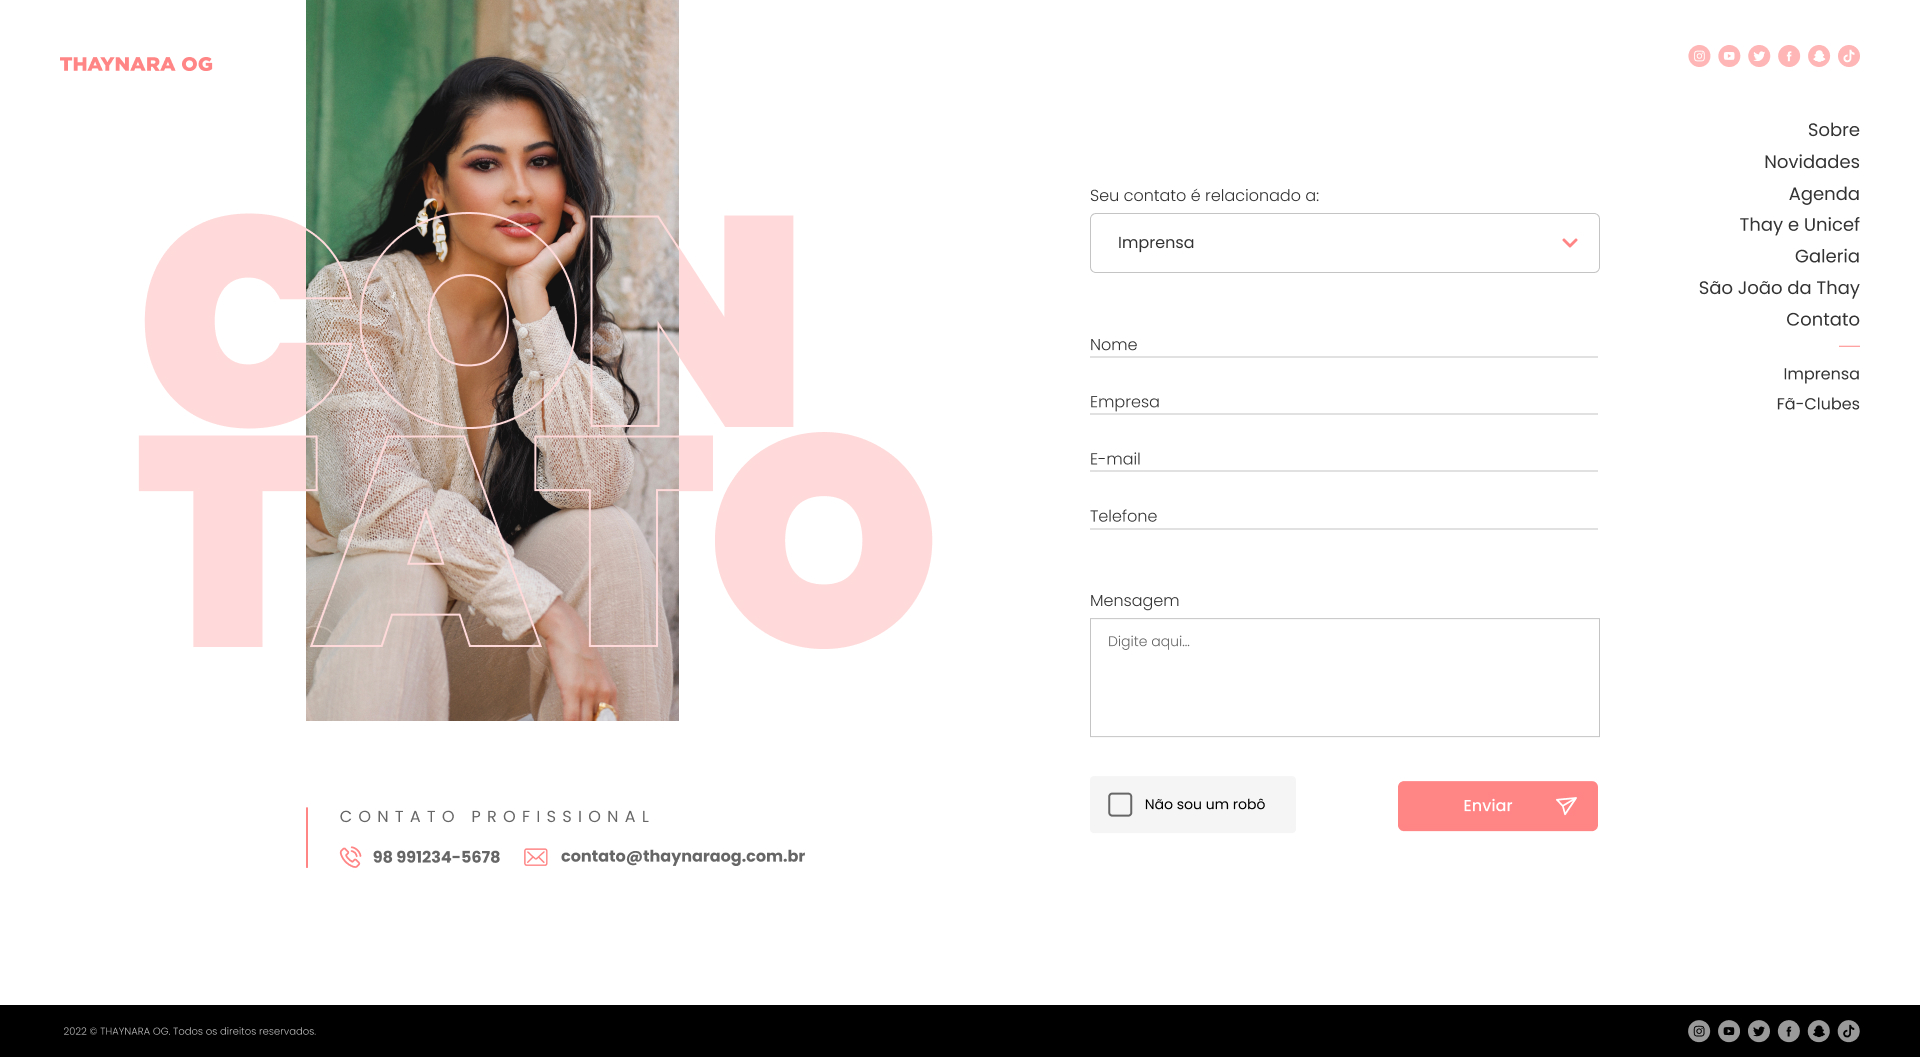 THAYNARA OG
CON
TATO
Sobre
Novidades
Agenda
Thay e Unicef
Galeria
São João da Thay
Contato
Imprensa
Fã-Clubes
Seu contato é relacionado a:
Imprensa
Nome
Empresa
E-mail
Telefone
Mensagem
Digite aqui...
Não sou um robô
Enviar
CONTATO PROFISSIONAL
98 991234-5678 contato@thaynaraog.com.br
2022 © THAYNARA OG. Todos os direitos reservados.